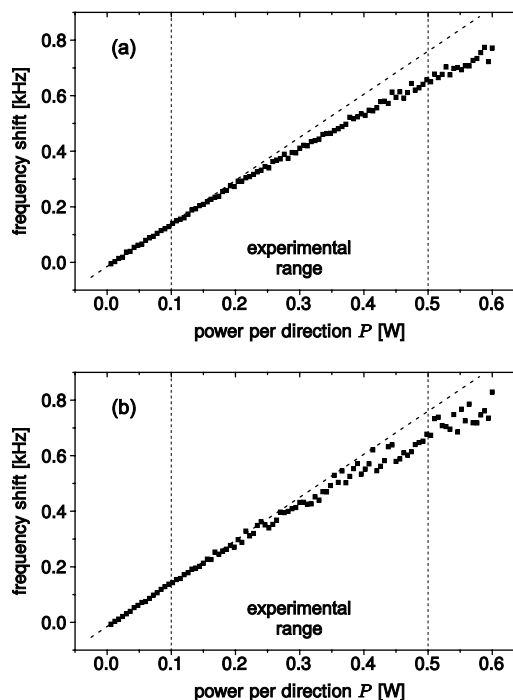 (a)
frequency shift [kHz]
0.8
0.6
0.4
0.2
0.0
experimental
range
0.0 0.1 0.2 0.3 0.4 0.5 0.6
power per direction P [W]
(b)
frequency shift [kHz]
0.8
0.6
0.4
0.2
0.0
experimental
range
0.0 0.1 0.2 0.3 0.4 0.5 0.6
power per direction P [W]